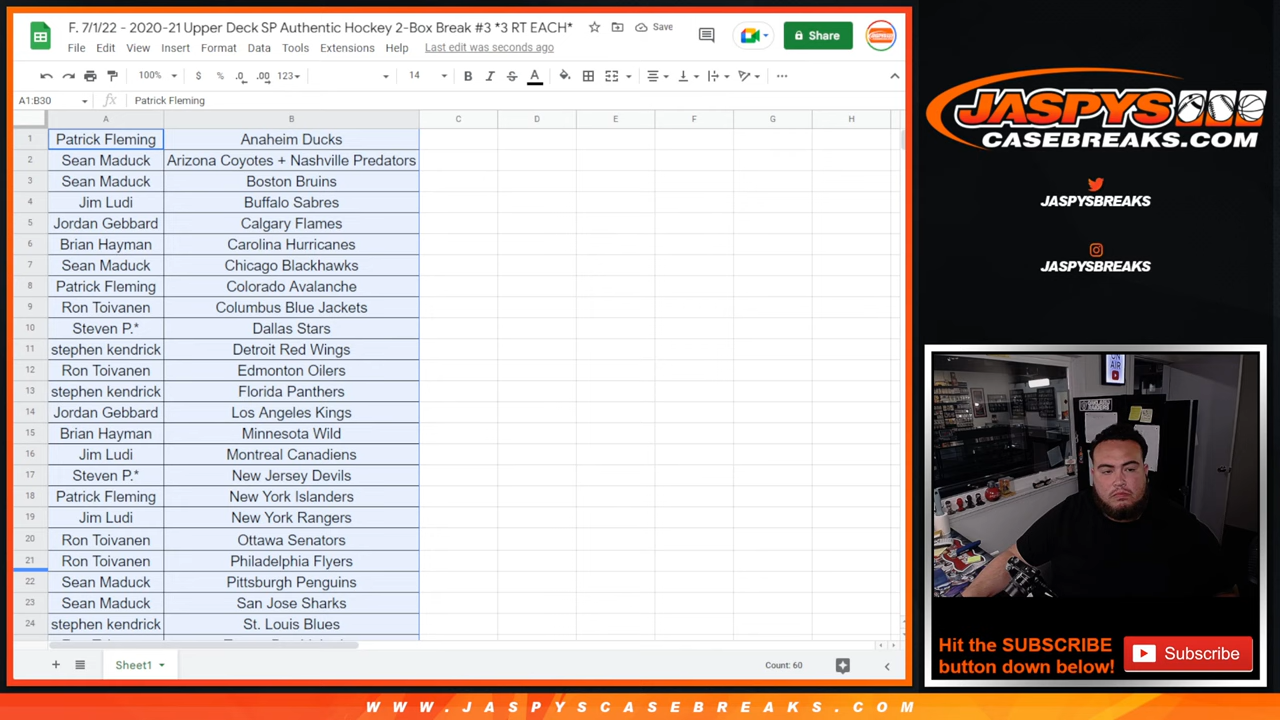 F. 7/1/22 - 2020-21 Upper Deck SP Authentic Hockey 2-Box Break #3 *3 RT EACH*
Save
Share
File Edit View Insert Format Data Tools Extensions Help Last edit was seconds ago
100% $ % .0 .00 123 14 B I S A
A1:B30 fx Patrick Fleming
A B C D E F G H
1 Patrick Fleming Anaheim Ducks
2 Sean Maduck Arizona Coyotes + Nashville Predators
3 Sean Maduck Boston Bruins
4 Jim Ludi Buffalo Sabres
5 Jordan Gebbard Calgary Flames
6 Brian Hayman Carolina Hurricanes
7 Sean Maduck Chicago Blackhawks
8 Patrick Fleming Colorado Avalanche
9 Ron Toivanen Columbus Blue Jackets
10 Steven P.* Dallas Stars
11 stephen kendrick Detroit Red Wings
12 Ron Toivanen Edmonton Oilers
13 stephen kendrick Florida Panthers
14 Jordan Gebbard Los Angeles Kings
15 Brian Hayman Minnesota Wild
16 Jim Ludi Montreal Canadiens
17 Steven P.* New Jersey Devils
18 Patrick Fleming New York Islanders
19 Jim Ludi New York Rangers
20 Ron Toivanen Ottawa Senators
21 Ron Toivanen Philadelphia Flyers
22 Sean Maduck Pittsburgh Penguins
23 Sean Maduck San Jose Sharks
24 stephen kendrick St. Louis Blues
Sheet1
Count: 60
JASPYS
CASEBREAKS.COM
JASPYSBREAKS
JASPYSBREAKS
Hit the SUBSCRIBE
button down below!
Subscribe
WWW.JASPYSCASEBREAKS.COM